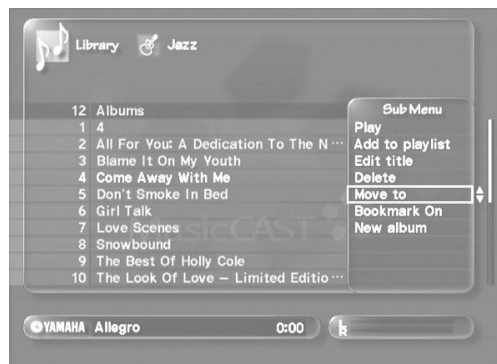 Library Jazz
12 Albums
1 4
2 All For You: A Dedication To The N ···
3 Blame It On My Youth
4 Come Away With Me
5 Don't Smoke In Bed
6 Girl Talk
7 Love Scenes
8 Snowbound
9 The Best Of Holly Cole
10 The Look Of Love – Limited Editio ···
MusicCAST
Sub Menu
Play
Add to playlist
Edit title
Delete
Move to
Bookmark On
New album
YAMAHA Allegro 0:00